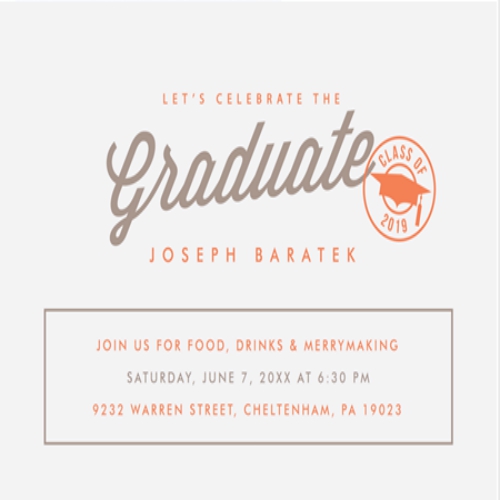 LET'S CELEBRATE THE
Graduate
CLASS OF
2019
JOSEPH BARATEK
JOIN US FOR FOOD, DRINKS & MERRYMAKING
SATURDAY, JUNE 7, 20XX AT 6:30 PM
9232 WARREN STREET, CHELTENHAM, PA 19023